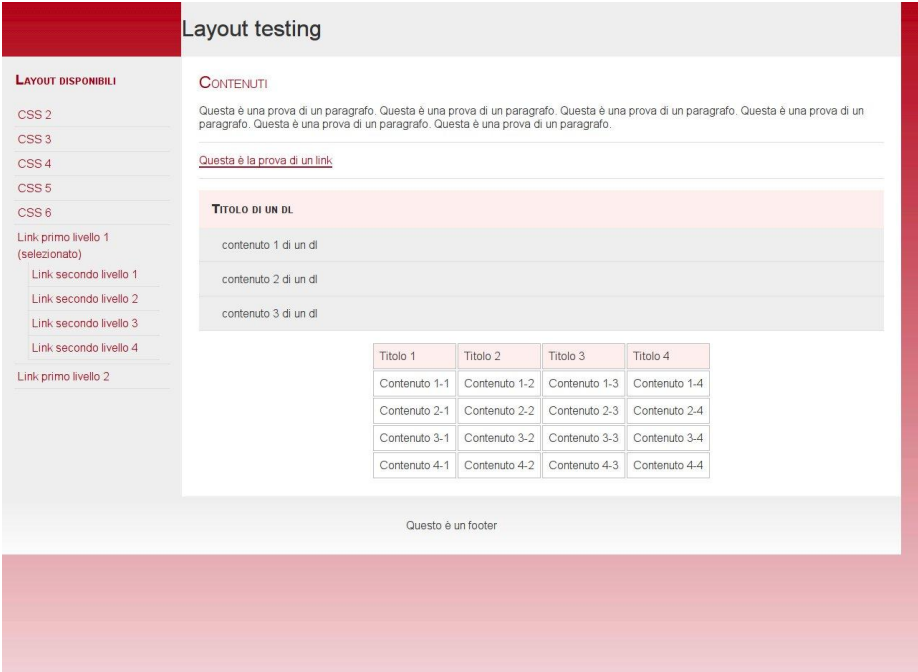 Layout testing
LAYOUT DISPONIBILI
CSS 2
CSS 3
CSS 4
CSS 5
CSS 6
Link primo livello 1
(selezionato)
Link secondo livello 1
Link secondo livello 2
Link secondo livello 3
Link secondo livello 4
Link primo livello 2
CONTENUTI
Questa è una prova di un paragrafo. Questa è una prova di un paragrafo. Questa è una prova di un paragrafo. Questa è una prova di un
paragrafo. Questa è una prova di un paragrafo. Questa è una prova di un paragrafo.
Questa è la prova di un link
TITOLO DI UN DL
contenuto 1 di un dl
contenuto 2 di un dl
contenuto 3 di un dl
Titolo 1 Titolo 2 Titolo 3 Titolo 4
Contenuto 1-1 Contenuto 1-2 Contenuto 1-3 Contenuto 1-4
Contenuto 2-1 Contenuto 2-2 Contenuto 2-3 Contenuto 2-4
Contenuto 3-1 Contenuto 3-2 Contenuto 3-3 Contenuto 3-4
Contenuto 4-1 Contenuto 4-2 Contenuto 4-3 Contenuto 4-4
Questo è un footer